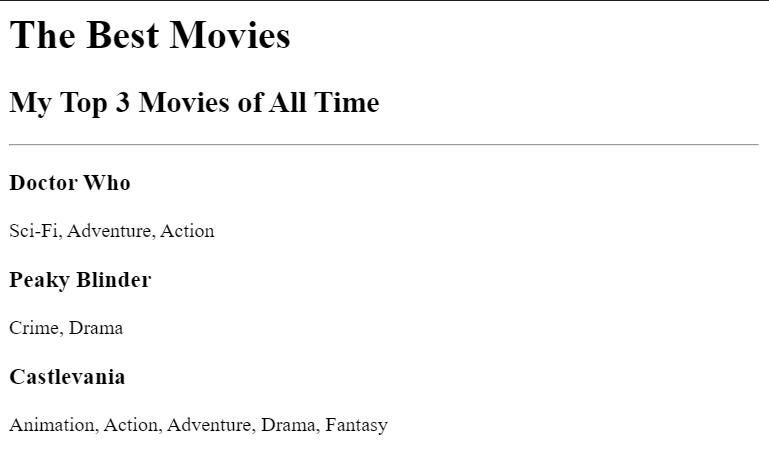 The Best Movies
My Top 3 Movies of All Time
Doctor Who
Sci-Fi, Adventure, Action
Peaky Blinder
Crime, Drama
Castlevania
Animation, Action, Adventure, Drama, Fantasy